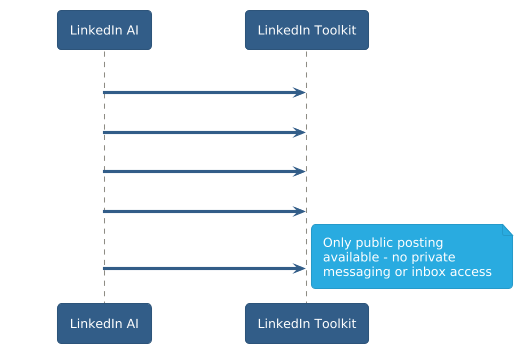 LinkedIn AI
LinkedIn Toolkit
Only public posting
available - no private
messaging or inbox access
LinkedIn AI
LinkedIn Toolkit